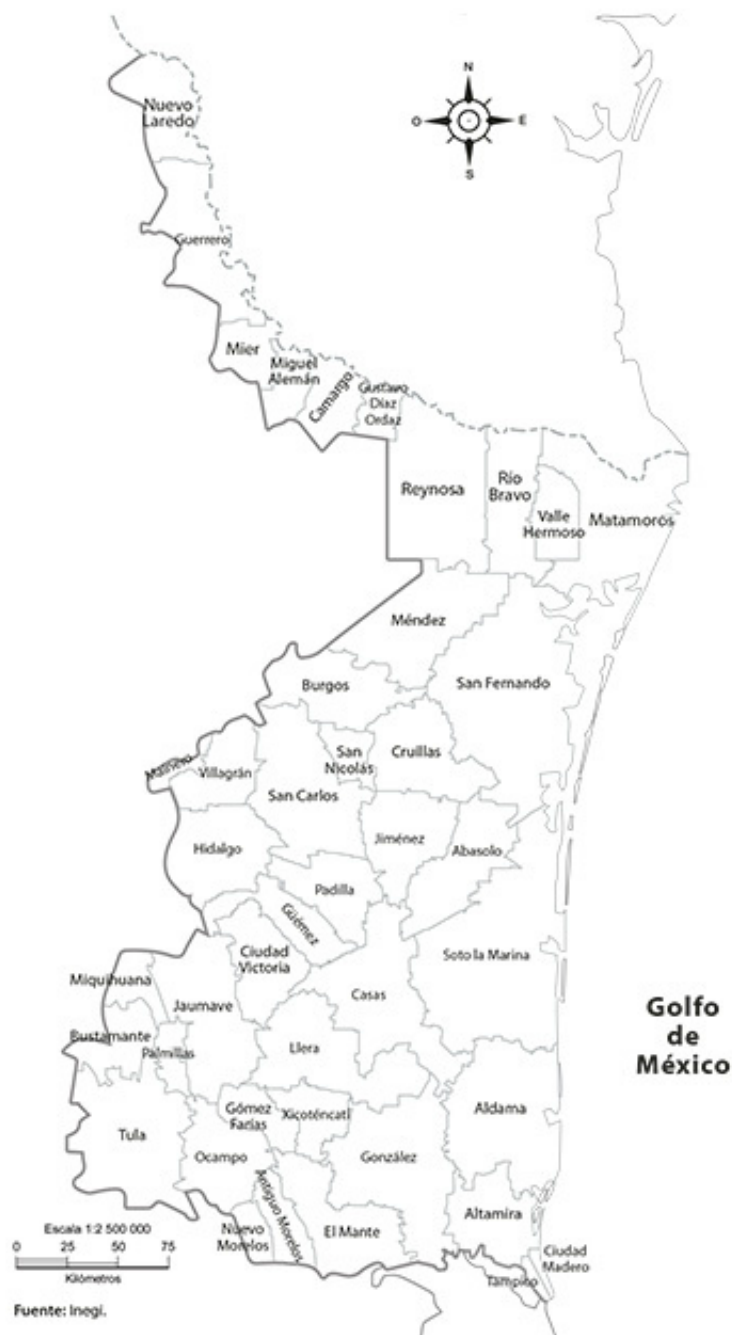 N
O
E
S
Nuevo
Laredo
Guerrero
Mier
Miguel
Alemán
Camargo
Gustavo
Díaz
Ordaz
Reynosa
Río
Bravo
Valle
Hermoso
Matamoros
Méndez
Burgos
San Fernando
Mainero
Villagrán
San
Nicolás
Cruillas
San Carlos
Hidalgo
Jiménez
Abasolo
Padilla
Güémez
Ciudad
Victoria
Soto la Marina
Miquihuana
Jaumave
Casas
Golfo
de
México
Bustamante
Palmillas
Llera
Tula
Gómez
Farías
Xicoténcatl
Aldama
Ocampo
González
Antiguo Morelos
Nuevo
Morelos
El Mante
Altamira
Ciudad
Madero
Tampico
Escala 1:2 500 000
0 25 50 75
Kilómetros
Fuente: Inegi.